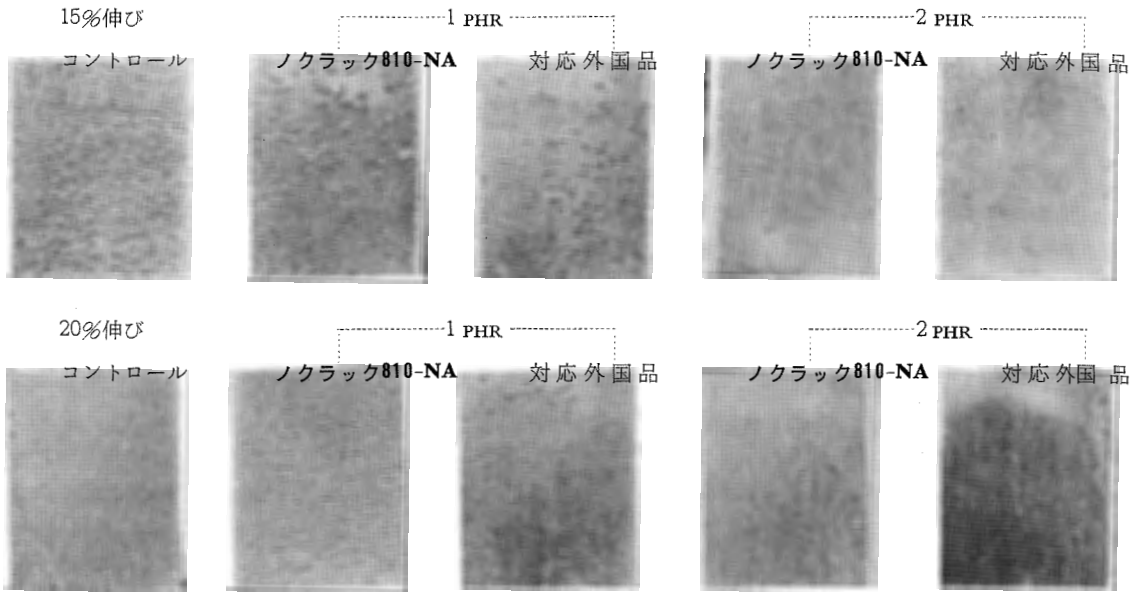 15%伸び 1 PHR 2 PHR
コントロール ノクラック810-NA 対応外国品 ノクラック810-NA 対応外国品
20%伸び 1 PHR 2 PHR
コントロール ノクラック810-NA 対応外国品 ノクラック810-NA 対応外国品